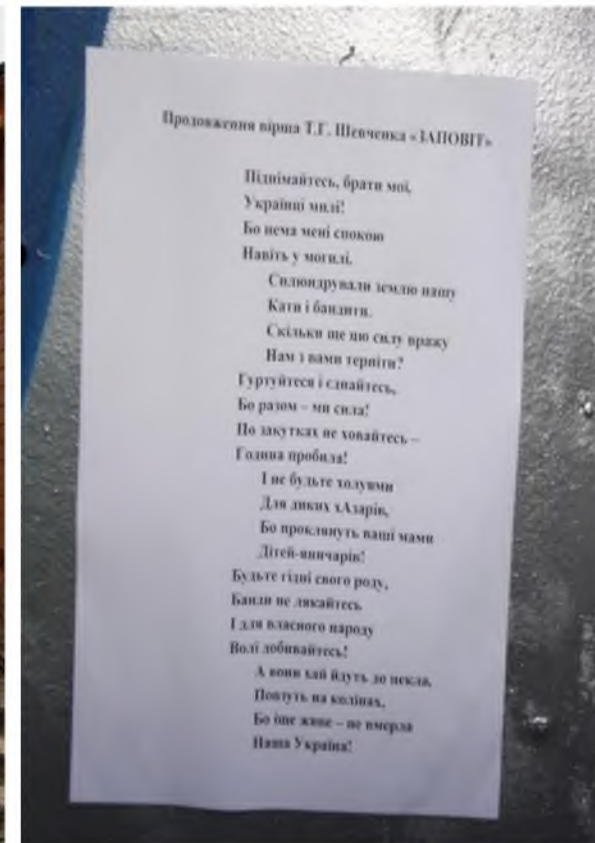 Продовження вірша Т.Г. Шевченка «ЗАПОВІТ»
Піднімайтесь, брати мої,
Українці милі!
Бо нема мені спокою
Навіть у могилі.
Сплюндрували землю нашу
Кати і бандити.
Скільки ще цю силу вражу
Нам з вами терпіти?
Гуртуйтеся і єднайтесь,
Бо разом – ми сила!
По закутках не ховайтесь –
Година пробила!
І не будьте холуями
Для диких хАзарів,
Бо проклянуть ваші мами
Дітей-яничарів!
Будьте гідні свого роду,
Банди не лякайтесь
І для власного народу
Волі добивайтесь!
А вони хай йдуть до пекла,
Повзуть на колінах,
Бо іще живе – не вмерла
Наша Україна!